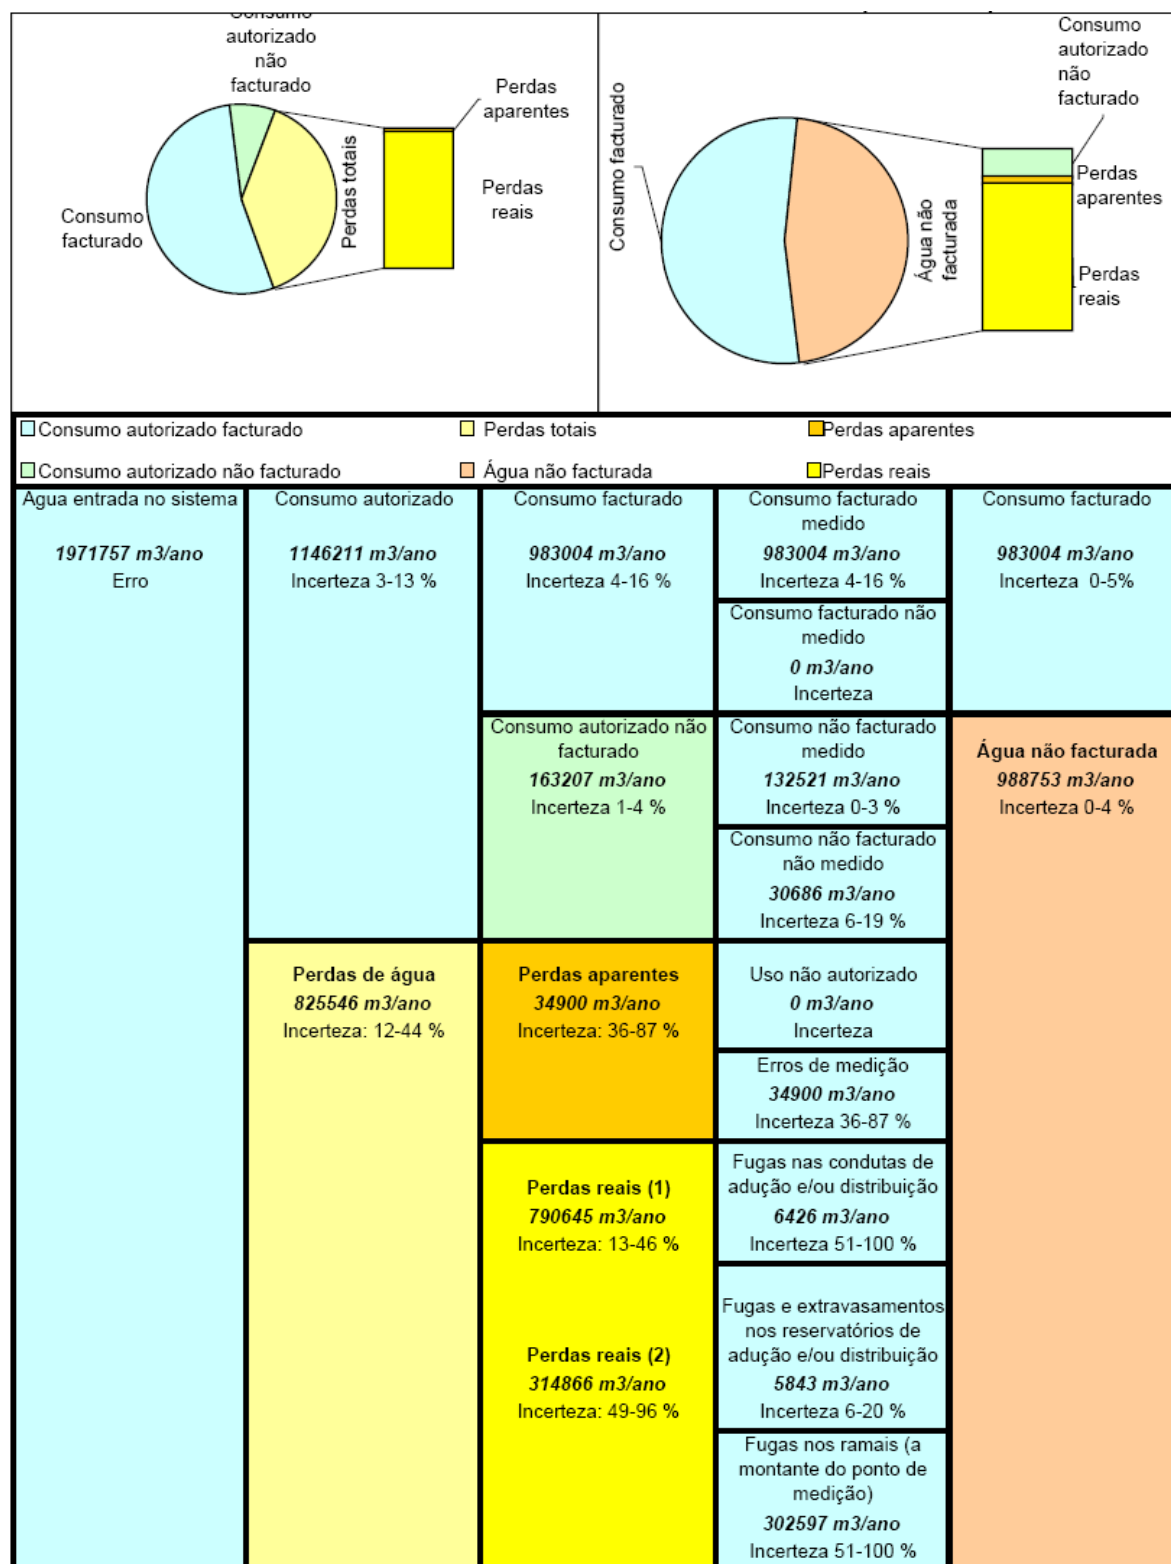 Consumo
autorizado
não
facturado
Perdas
aparentes
Perdas totais
Perdas
reais
Consumo
facturado
Consumo
autorizado
não
facturado
Consumo facturado
Perdas
aparentes
Água não
facturada
Perdas
reais
Consumo autorizado facturado
Perdas totais
Perdas aparentes
Consumo autorizado não facturado
Água não facturada
Perdas reais
Agua entrada no sistema
1971757 m3/ano
Erro
Consumo autorizado
1146211 m3/ano
Incerteza 3-13 %
Consumo facturado
983004 m3/ano
Incerteza 4-16 %
Consumo facturado
medido
983004 m3/ano
Incerteza 4-16 %
Consumo facturado
983004 m3/ano
Incerteza 0-5%
Consumo facturado não
medido
0 m3/ano
Incerteza
Consumo autorizado não
facturado
163207 m3/ano
Incerteza 1-4 %
Consumo não facturado
medido
132521 m3/ano
Incerteza 0-3 %
Água não facturada
988753 m3/ano
Incerteza 0-4 %
Consumo não facturado
não medido
30686 m3/ano
Incerteza 6-19 %
Perdas de água
825546 m3/ano
Incerteza: 12-44 %
Perdas aparentes
34900 m3/ano
Incerteza: 36-87 %
Uso não autorizado
0 m3/ano
Incerteza
Erros de medição
34900 m3/ano
Incerteza 36-87 %
Perdas reais (1)
790645 m3/ano
Incerteza: 13-46 %
Fugas nas condutas de
adução e/ou distribuição
6426 m3/ano
Incerteza 51-100 %
Perdas reais (2)
314866 m3/ano
Incerteza: 49-96 %
Fugas e extravasamentos
nos reservatórios de
adução e/ou distribuição
5843 m3/ano
Incerteza 6-20 %
Fugas nos ramais (a
montante do ponto de
medição)
302597 m3/ano
Incerteza 51-100 %